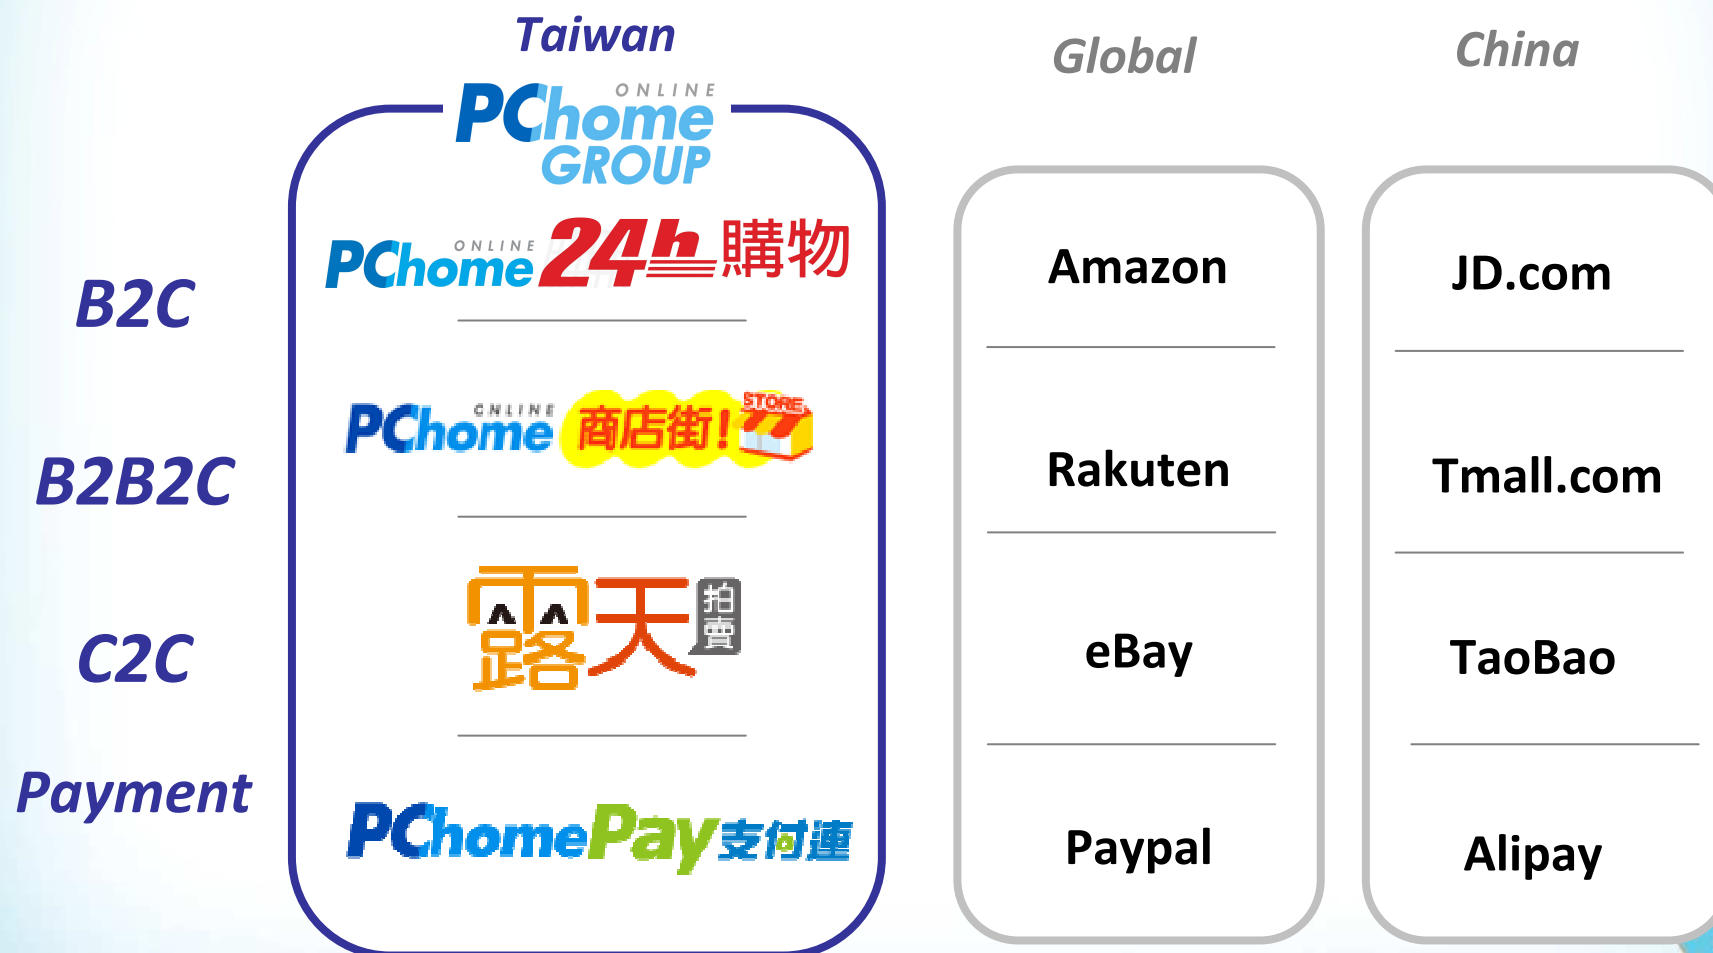 Taiwan
Global
China
PChome ONLINE
GROUP
B2C
PChome ONLINE 24h 購物
Amazon
JD.com
B2B2C
PChome ONLINE 商店街! STORE
Rakuten
Tmall.com
C2C
露天 拍賣
eBay
TaoBao
Payment
PChomePay 支付連
Paypal
Alipay